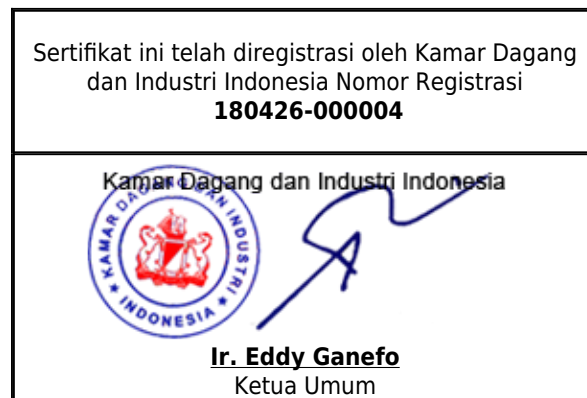 Sertifikat ini telah diregistrasi oleh Kamar Dagang
dan Industri Indonesia Nomor Registrasi
180426-000004
Kamar Dagang dan Industri Indonesia
KAMAR DAGANG DAN INDUSTRI
INDONESIA
Ir. Eddy Ganefo
Ketua Umum